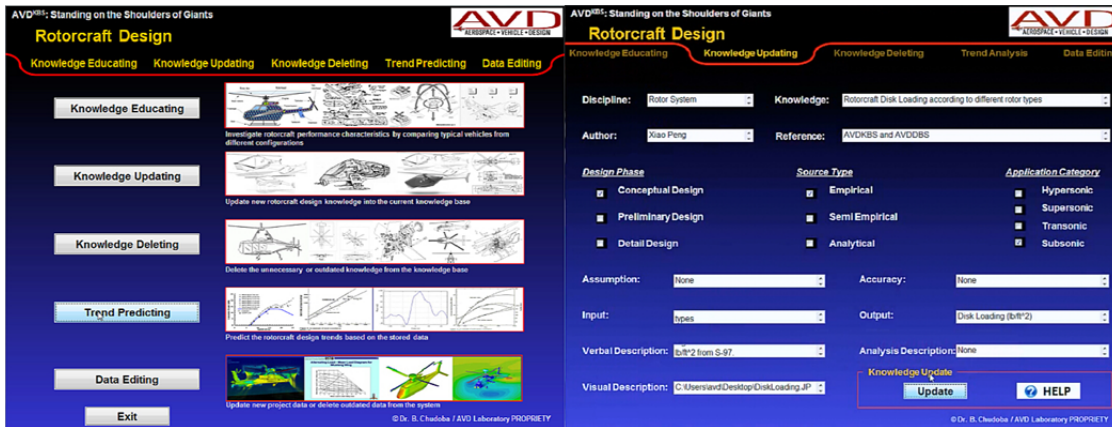 AVDKBS: Standing on the Shoulders of Giants
AVD
AEROSPACE • VEHICLE • DESIGN
Rotorcraft Design
Knowledge Educating Knowledge Updating Knowledge Deleting Trend Predicting Data Editing
Knowledge Educating
Investigate rotorcraft performance characteristics by comparing typical vehicles from
different configurations
Knowledge Updating
Update new rotorcraft design knowledge into the current knowledge base
Knowledge Deleting
Delete the unnecessary or outdated knowledge from the knowledge base
Trend Predicting
Predict the rotorcraft design trends based on the stored data
Data Editing
Update new project data or delete outdated data from the system
Exit
© Dr. B. Chudoba / AVD Laboratory PROPRIETY
AVDKBS: Standing on the Shoulders of Giants
AVD
AEROSPACE • VEHICLE • DESIGN
Rotorcraft Design
Knowledge Educating Knowledge Updating Knowledge Deleting Trend Analysis Data Editin
Discipline: Rotor System Knowledge: Rotorcraft Disk Loading according to different rotor types
Author: Xiao Peng Reference: AVDKBS and AVDDBS
Design Phase Source Type Application Category
Conceptual Design Empirical Hypersonic
Supersonic
Preliminary Design Semi Empirical
Transonic
Detail Design Analytical Subsonic
Assumption: None Accuracy: None
Input: types Output: Disk Loading (lb/ft^2)
Verbal Description: lb/ft^2 from S-97. Analysis Description: None
Knowledge Update
Visual Description: C:\Users\avd\Desktop\DiskLoading.JP Update HELP
© Dr. B. Chudoba / AVD Laboratory PROPRIETY